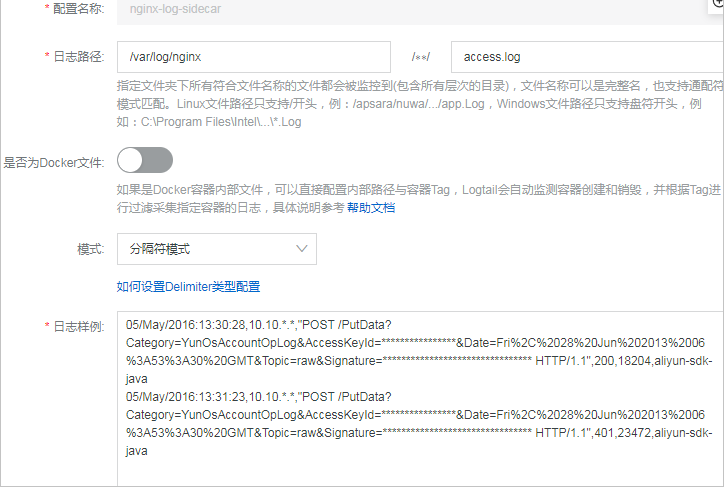 * 配置名称: nginx-log-sidecar
* 日志路径: /var/log/nginx /**/ access.log
指定文件夹下所有符合文件名称的文件都会被监控到(包含所有层次的目录)，文件名称可以是完整名，也支持通配符
模式匹配。Linux文件路径只支持/开头，例：/apsara/nuwa/.../app.Log，Windows文件路径只支持盘符开头，例
如：C:\Program Files\Intel\...\*.Log
是否为Docker文件:
如果是Docker容器内部文件，可以直接配置内部路径与容器Tag，Logtail会自动监测容器创建和销毁，并根据Tag进
行过滤采集指定容器的日志，具体说明参考 帮助文档
模式: 分隔符模式
如何设置Delimiter类型配置
* 日志样例: 05/May/2016:13:30:28,10.10.*.*,"POST /PutData?
Category=YunOsAccountOpLog&AccessKeyId=****************&Date=Fri%2C%2028%20Jun%202013%2006
%3A53%3A30%20GMT&Topic=raw&Signature=******************************** HTTP/1.1",200,18204,aliyun-sdk-
java
05/May/2016:13:31:23,10.10.*.*,"POST /PutData?
Category=YunOsAccountOpLog&AccessKeyId=****************&Date=Fri%2C%2028%20Jun%202013%2006
%3A53%3A30%20GMT&Topic=raw&Signature=******************************** HTTP/1.1",401,23472,aliyun-sdk-
java